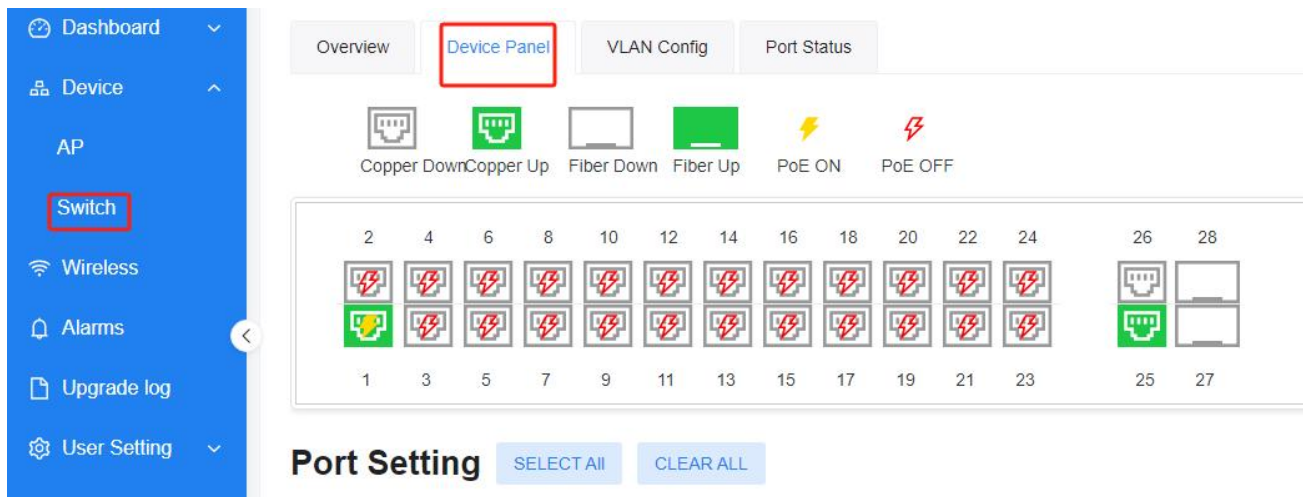 Dashboard
Device
AP
Switch
Wireless
Alarms
Upgrade log
User Setting
Overview Device Panel VLAN Config Port Status
Copper Down Copper Up Fiber Down Fiber Up PoE ON PoE OFF
2 4 6 8 10 12 14 16 18 20 22 24 26 28
1 3 5 7 9 11 13 15 17 19 21 23 25 27
Port Setting SELECT All CLEAR ALL